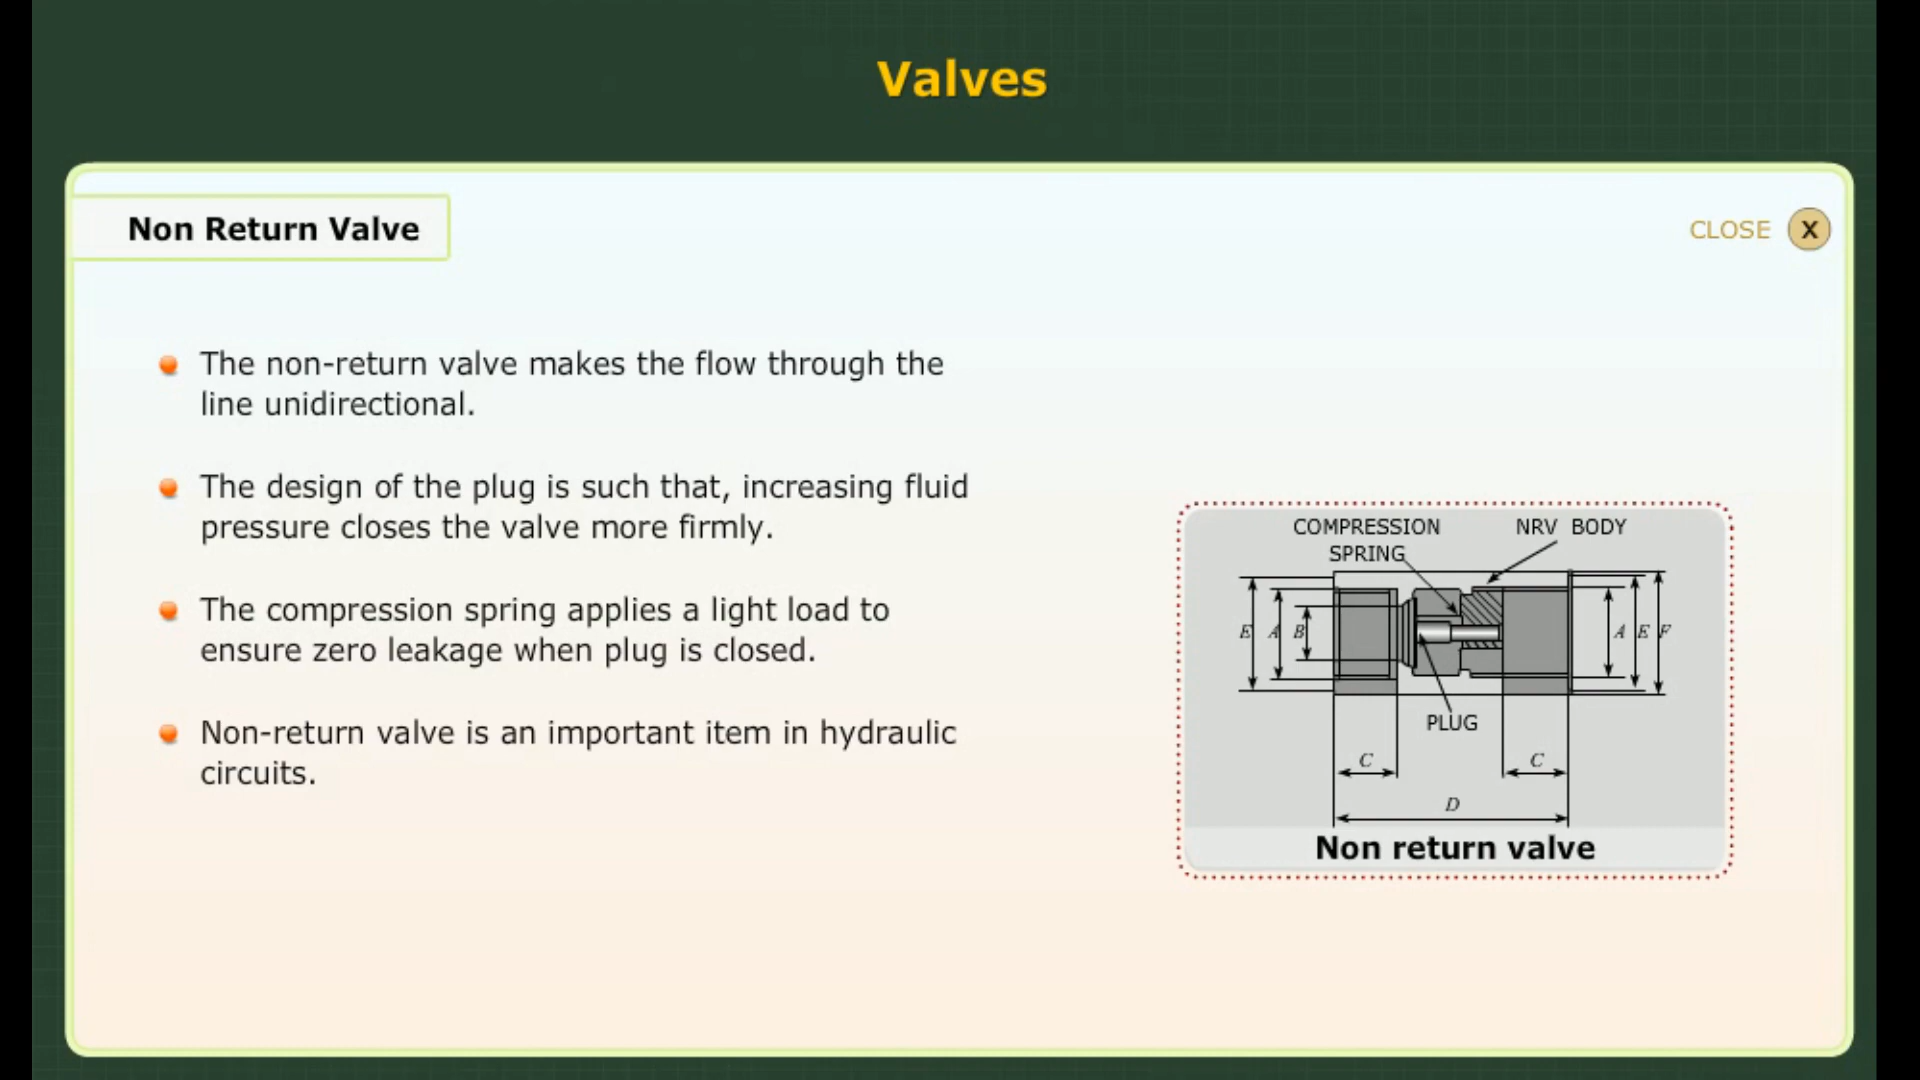 Valves
Non Return Valve
CLOSE X
The non-return valve makes the flow through the
line unidirectional.
The design of the plug is such that, increasing fluid
pressure closes the valve more firmly.
The compression spring applies a light load to
ensure zero leakage when plug is closed.
Non-return valve is an important item in hydraulic
circuits.
COMPRESSION
SPRING
NRV BODY
E A B
A E F
PLUG
C
C
D
Non return valve